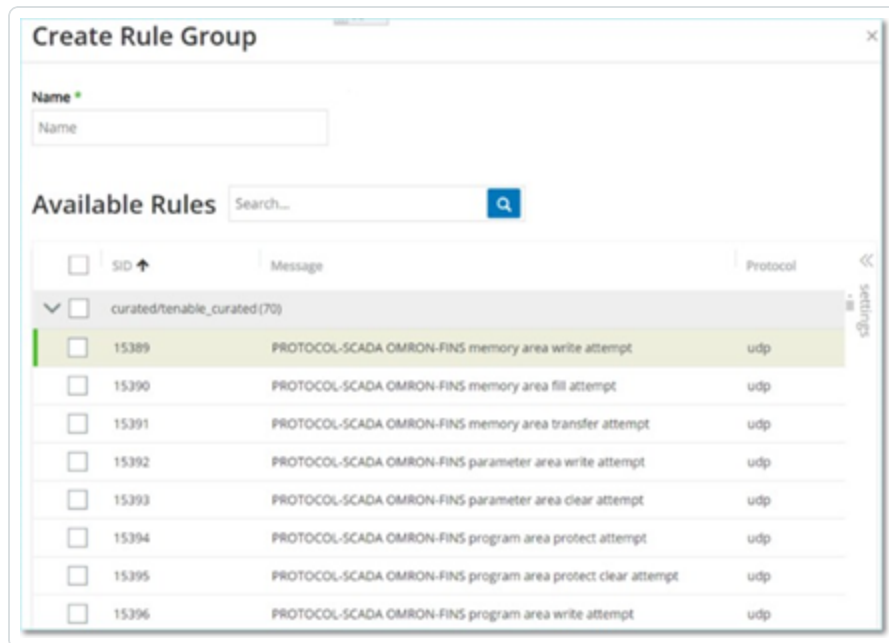 Create Rule Group
Name *
Name
Available Rules Search...
SID Message Protocol
settings
curated/tenable_curated (70)
15389 PROTOCOL-SCADA OMRON-FINS memory area write attempt udp
15390 PROTOCOL-SCADA OMRON-FINS memory area fill attempt udp
15391 PROTOCOL-SCADA OMRON-FINS memory area transfer attempt udp
15392 PROTOCOL-SCADA OMRON-FINS parameter area write attempt udp
15393 PROTOCOL-SCADA OMRON-FINS parameter area clear attempt udp
15394 PROTOCOL-SCADA OMRON-FINS program area protect attempt udp
15395 PROTOCOL-SCADA OMRON-FINS program area protect clear attempt udp
15396 PROTOCOL-SCADA OMRON-FINS program area write attempt udp